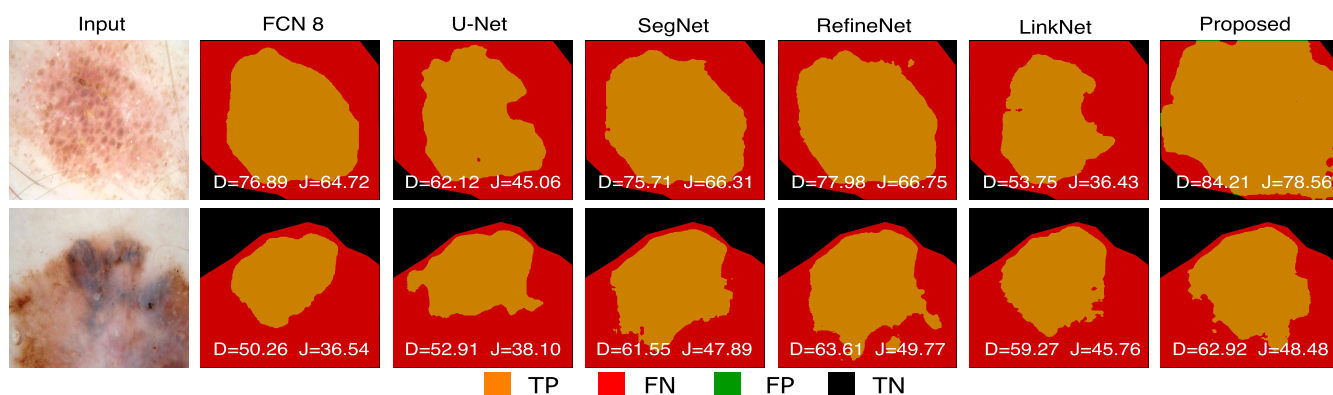 Input FCN 8 U-Net SegNet RefineNet LinkNet Proposed
D=76.89 J=64.72 D=62.12 J=45.06 D=75.71 J=66.31 D=77.98 J=66.75 D=53.75 J=36.43 D=84.21 J=78.56
D=50.26 J=36.54 D=52.91 J=38.10 D=61.55 J=47.89 D=63.61 J=49.77 D=59.27 J=45.76 D=62.92 J=48.48
TP FN FP TN